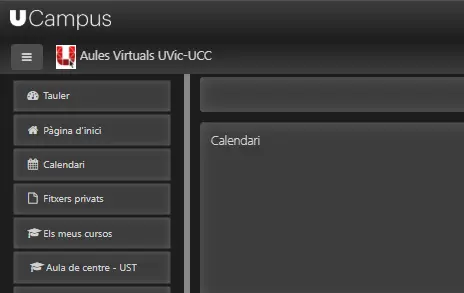 UCampus
Aules Virtuals UVic-UCC
Tauler
Pàgina d'inici
Calendari
Calendari
Fitxers privats
Els meus cursos
Aula de centre - UST